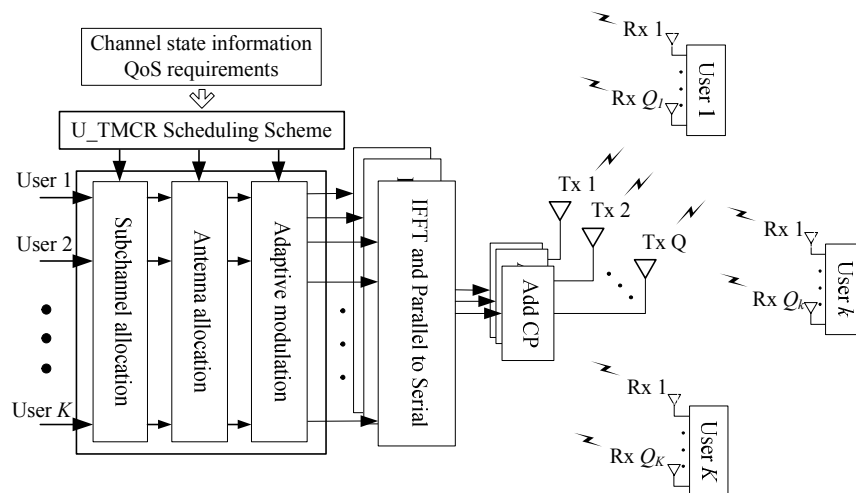 Channel state information
QoS requirements
U_TMCR Scheduling Scheme
User 1
User 2
User K
Subchannel allocation
Antenna allocation
Adaptive modulation
IFFT and Parallel to Serial
Add CP
Tx 1
Tx 2
Tx Q
Rx 1
Rx Q1
User 1
Rx 1
Rx Qk
User k
Rx 1
Rx QK
User K